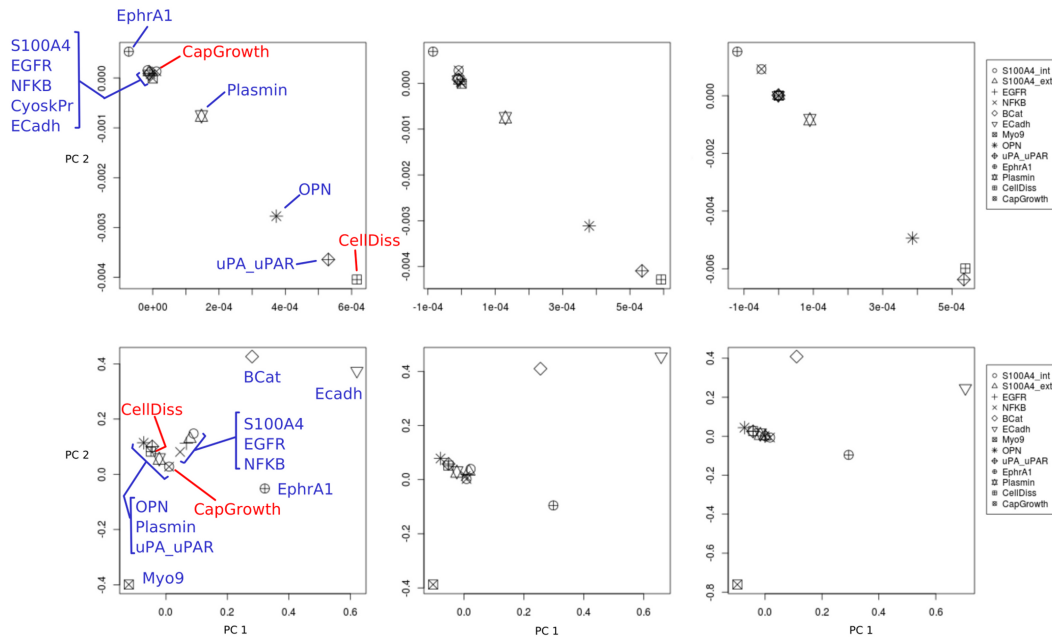 EphrA1
S100A4
EGFR
NFKB
CyoskPr
ECadh
CapGrowth
Plasmin
OPN
CellDiss
uPA_uPAR
PC 2
0.000
-0.001
-0.002
-0.003
-0.004
0e+00 2e-04 4e-04 6e-04
0.000
-0.001
-0.002
-0.003
-0.004
-1e-04 1e-04 3e-04 5e-04
0.000
-0.002
-0.004
-0.006
-1e-04 1e-04 3e-04 5e-04
S100A4_int
S100A4_ext
EGFR
NFKB
BCat
ECadh
Myo9
OPN
uPA_uPAR
EphrA1
Plasmin
CellDiss
CapGrowth
BCat
Ecadh
CellDiss
S100A4
EGFR
NFKB
EphrA1
CapGrowth
OPN
Plasmin
uPA_uPAR
Myo9
PC 2
0.4
0.2
0.0
-0.2
-0.4
0.0 0.2 0.4 0.6
PC 1
0.4
0.2
0.0
-0.2
-0.4
0.0 0.2 0.4 0.6
PC 1
0.4
0.2
0.0
-0.2
-0.4
-0.6
-0.8
0.0 0.2 0.4 0.6
PC 1
S100A4_int
S100A4_ext
EGFR
NFKB
BCat
ECadh
Myo9
OPN
uPA_uPAR
EphrA1
Plasmin
CellDiss
CapGrowth